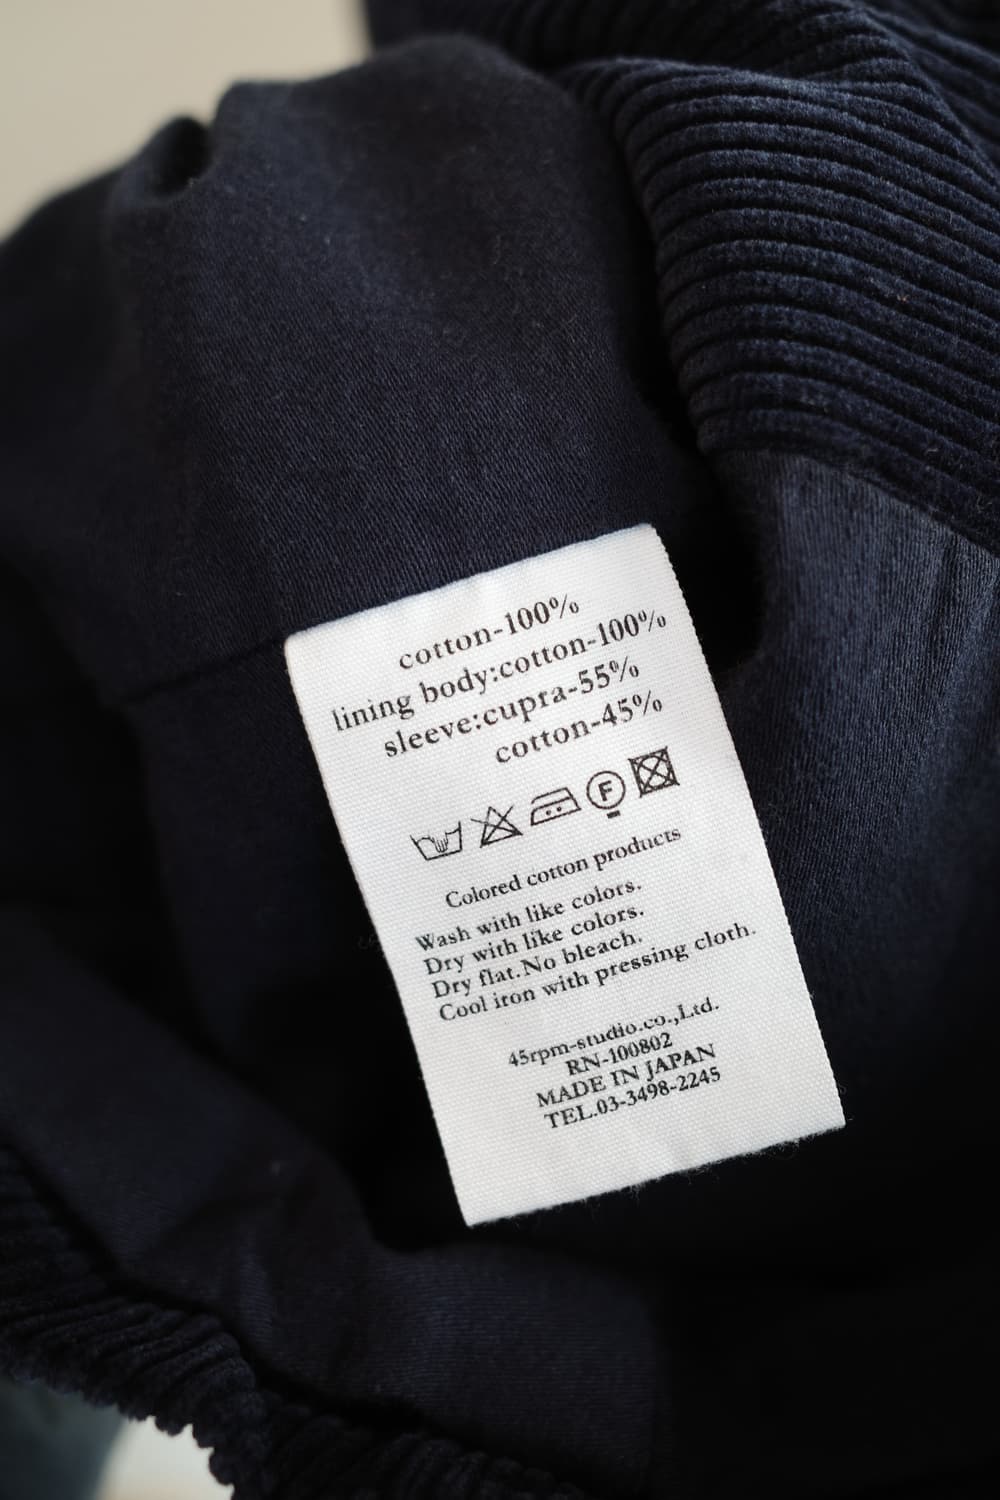 cotton-100%
lining body:cotton-100%
sleeve:cupra-55%
cotton-45%
F
Colored cotton products
Wash with like colors.
Dry with like colors.
Dry flat.No bleach.
Cool iron with pressing cloth.
45rpm-studio.co.,Ltd.
RN-100802
MADE IN JAPAN
TEL.03-3498-2245